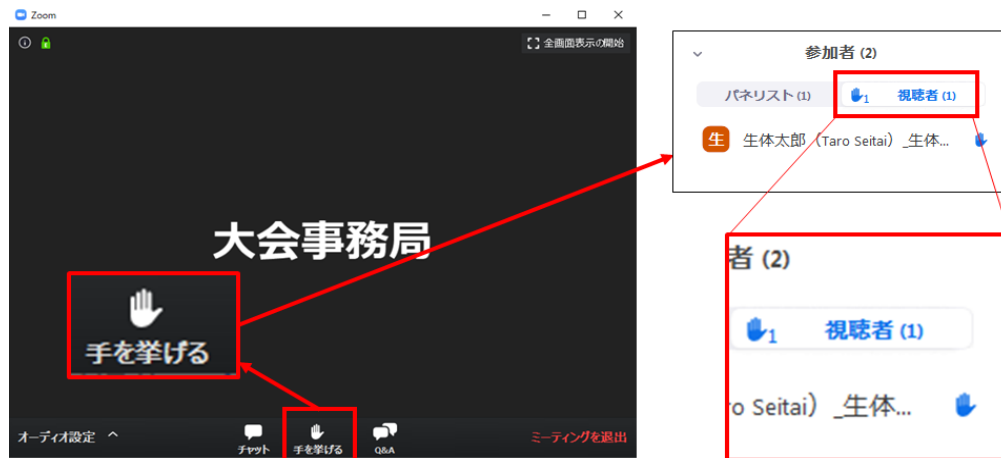 Zoom
全画面表示の開始
大会事務局
手を挙げる
オーディオ設定
チャット
手を挙げる
Q&A
ミーティングを退出
参加者 (2)
パネリスト (1)
1 視聴者 (1)
生 生体太郎（Taro Seitai）_生体...
者 (2)
1 視聴者 (1)
ro Seitai）_生体...